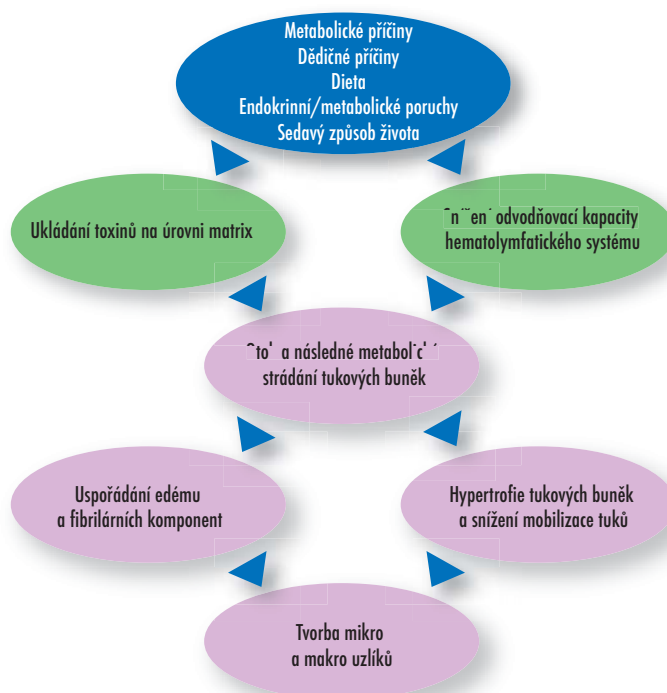 Metabolické příčiny
Dědičné příčiny
Dieta
Endokrinní/metabolické poruchy
Sedavý způsob života
Ukládání toxinů na úrovni matrix
odvodňovací kapacity
hematolymfatického systému
a následné
strádání tukových buněk
Uspořádání edému
a fibrilárních komponent
Hypertrofie tukových buněk
a snížení mobilizace tuků
Tvorba mikro
a makro uzlíků